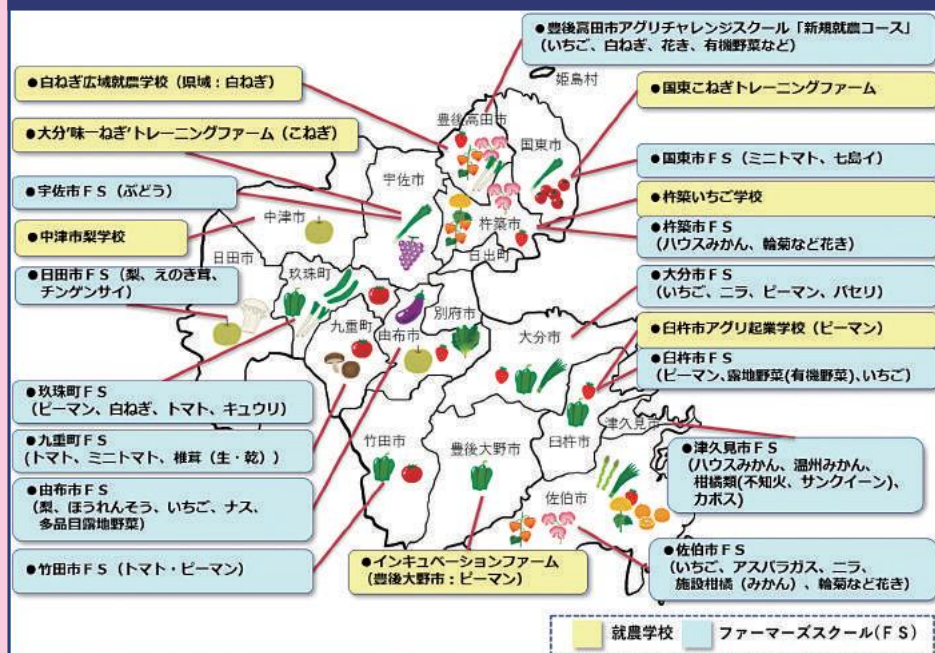 ●豊後高田市アグリチャレンジスクール「新規就農コース」
(いちご、白ねぎ、花き、有機野菜など)
●白ねぎ広域就農学校(県域:白ねぎ)
姫島村
●国東こねぎトレーニングファーム
豊後高田市
●大分'味一ねぎ'トレーニングファーム(こねぎ)
国東市
●国東市FS(ミニトマト、七島イ)
宇佐市
●宇佐市FS(ぶどう)
●杵築いちご学校
中津市
杵築市
●杵築市FS
(ハウスみかん、輪菊など花き)
●中津市梨学校
日田市
日出町
玖珠町
●日田市FS(梨、えのき茸、
チンゲンサイ)
●大分市FS
(いちご、ニラ、ピーマン、パセリ)
別府市
九重町
由布市
大分市
●臼杵市アグリ起業学校(ピーマン)
●臼杵市FS
(ピーマン、露地野菜(有機野菜)、いちご)
●玖珠町FS
(ピーマン、白ねぎ、トマト、キュウリ)
津久見市
竹田市
豊後大野市
臼杵市
●九重町FS
(トマト、ミニトマト、椎茸(生・乾))
●津久見市FS
(ハウスみかん、温州みかん、
柑橘類(不知火、サンクイーン)、
カボス)
●由布市FS
(梨、ほうれんそう、いちご、ナス、
多品目露地野菜)
佐伯市
●竹田市FS(トマト・ピーマン)
●インキュベーションファーム
(豊後大野市:ピーマン)
●佐伯市FS
(いちご、アスパラガス、ニラ、
施設柑橘(みかん)、輪菊など花き)
就農学校 ファーマーズスクール(FS)